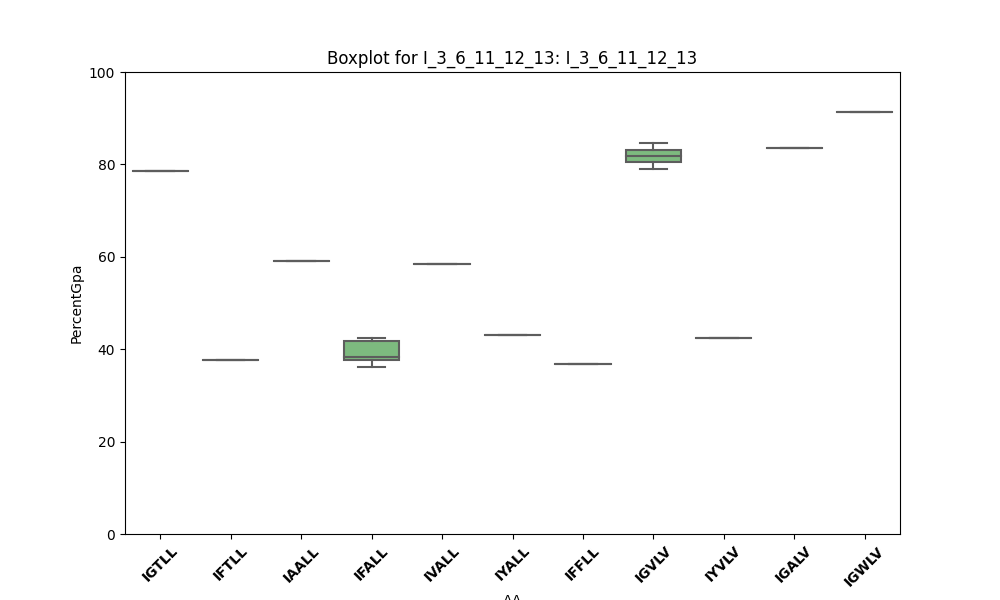 Boxplot for I_3_6_11_12_13: I_3_6_11_12_13
100
80
60
40
20
0
PercentGpa
IGTLL
IFTLL
IAALL
IFALL
IVALL
IYALL
IFFLL
IGVLV
IYVLV
IGALV
IGWLV
AA